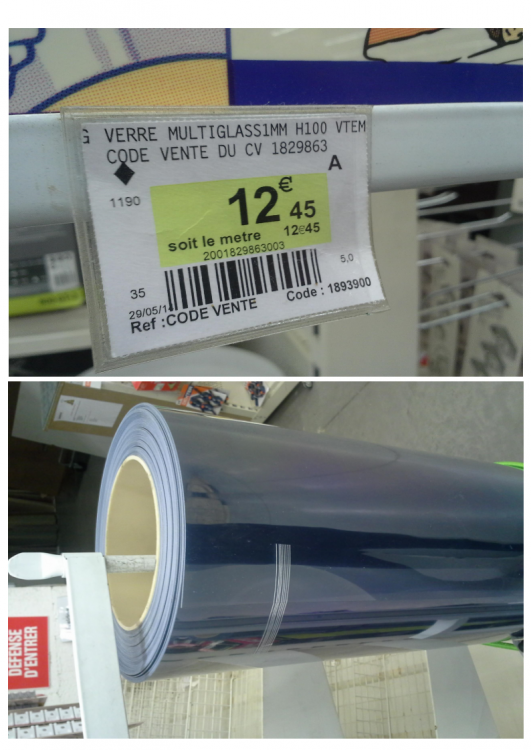 G VERRE MULTIGLASS1MM H100 VTEM
CODE VENTE DU CV 1829863
A
1190
12€45
soit le metre 12€45
2001829863003
35
5,0
29/05/1
Code : 1893900
Ref :CODE VENTE
DEFENSE
D'ENTRER